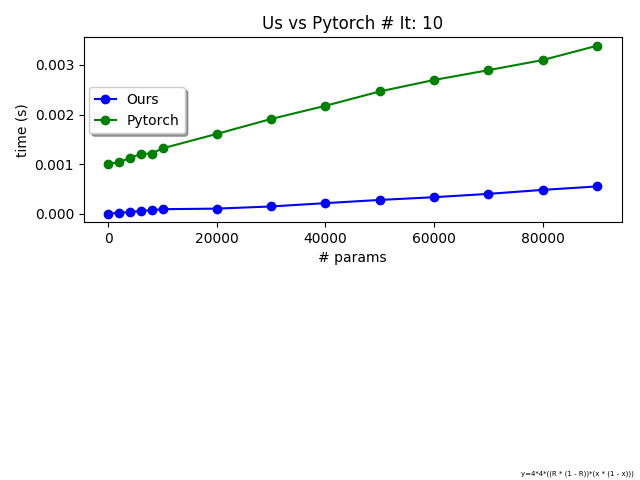 Us vs Pytorch # It: 10
time (s)
0.003
0.002
0.001
0.000
Ours
Pytorch
0 20000 40000 60000 80000
# params
y=4*4*((R * (1 - R))*(x * (1 - x)))